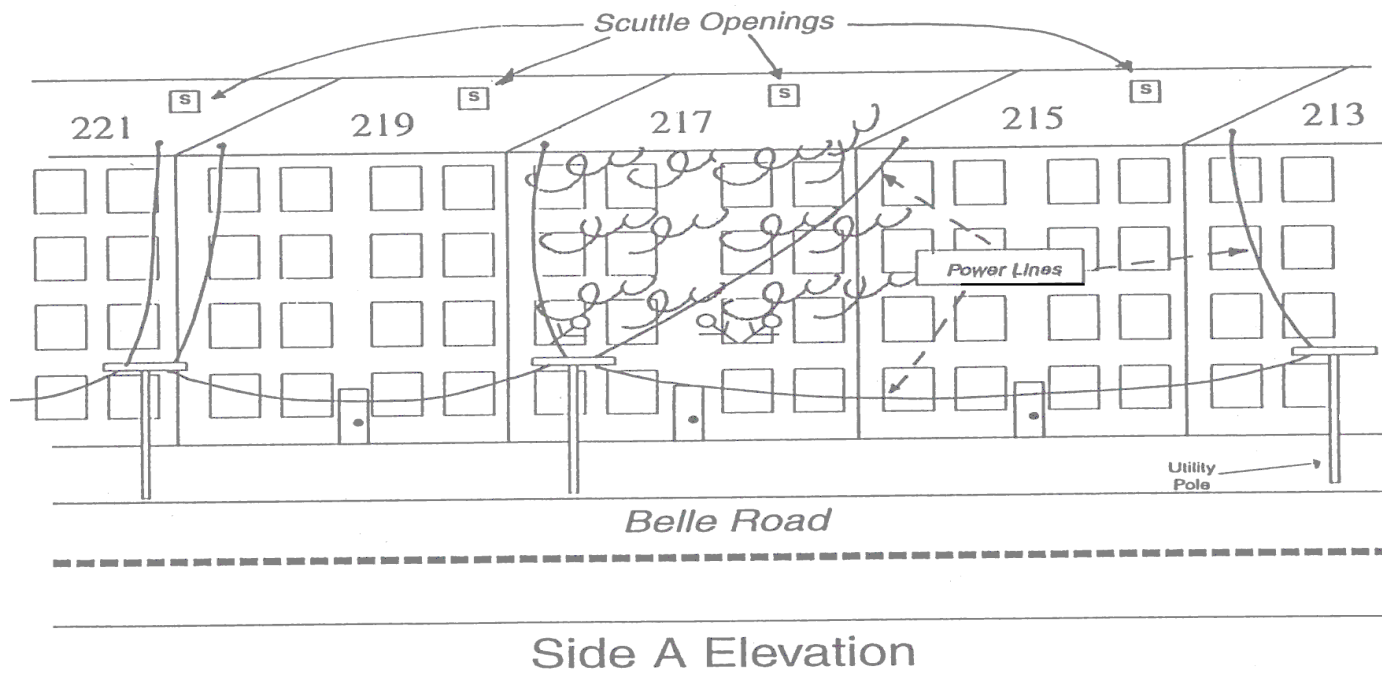 Scuttle Openings
S S S S
221 219 217 215 213
Power Lines
Utility
Pole
Belle Road
Side A Elevation